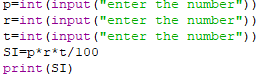 p=int(input("enter the number"))
r=int(input("enter the number"))
t=int(input("enter the number"))
SI=p*r*t/100
print(SI)